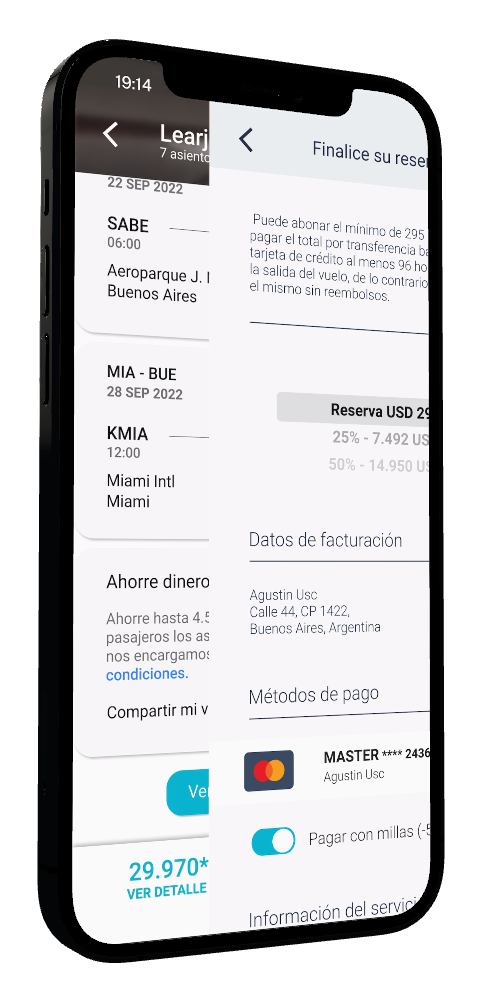 19:14
Learj
7 asiento
22 SEP 2022
SABE
06:00
Aeroparque J.
Buenos Aires
MIA - BUE
28 SEP 2022
KMIA
12:00
Miami Intl
Miami
Ahorre dinero
Ahorre hasta 4.5
pasajeros los as
nos encargamos
condiciones.
Compartir mi v
Ver
29.970*
VER DETALLE
Finalice su reser
Puede abonar el mínimo de 295
pagar el total por transferencia ba
tarjeta de crédito al menos 96 ho
la salida del vuelo, de lo contrario
el mismo sin reembolsos.
Reserva USD 29
25% - 7.492 US
50% - 14.950 US
Datos de facturación
Agustin Usc
Calle 44, CP 1422,
Buenos Aires, Argentina
Métodos de pago
MASTER **** 2436
Agustin Usc
Pagar con millas (-5
Información del servici